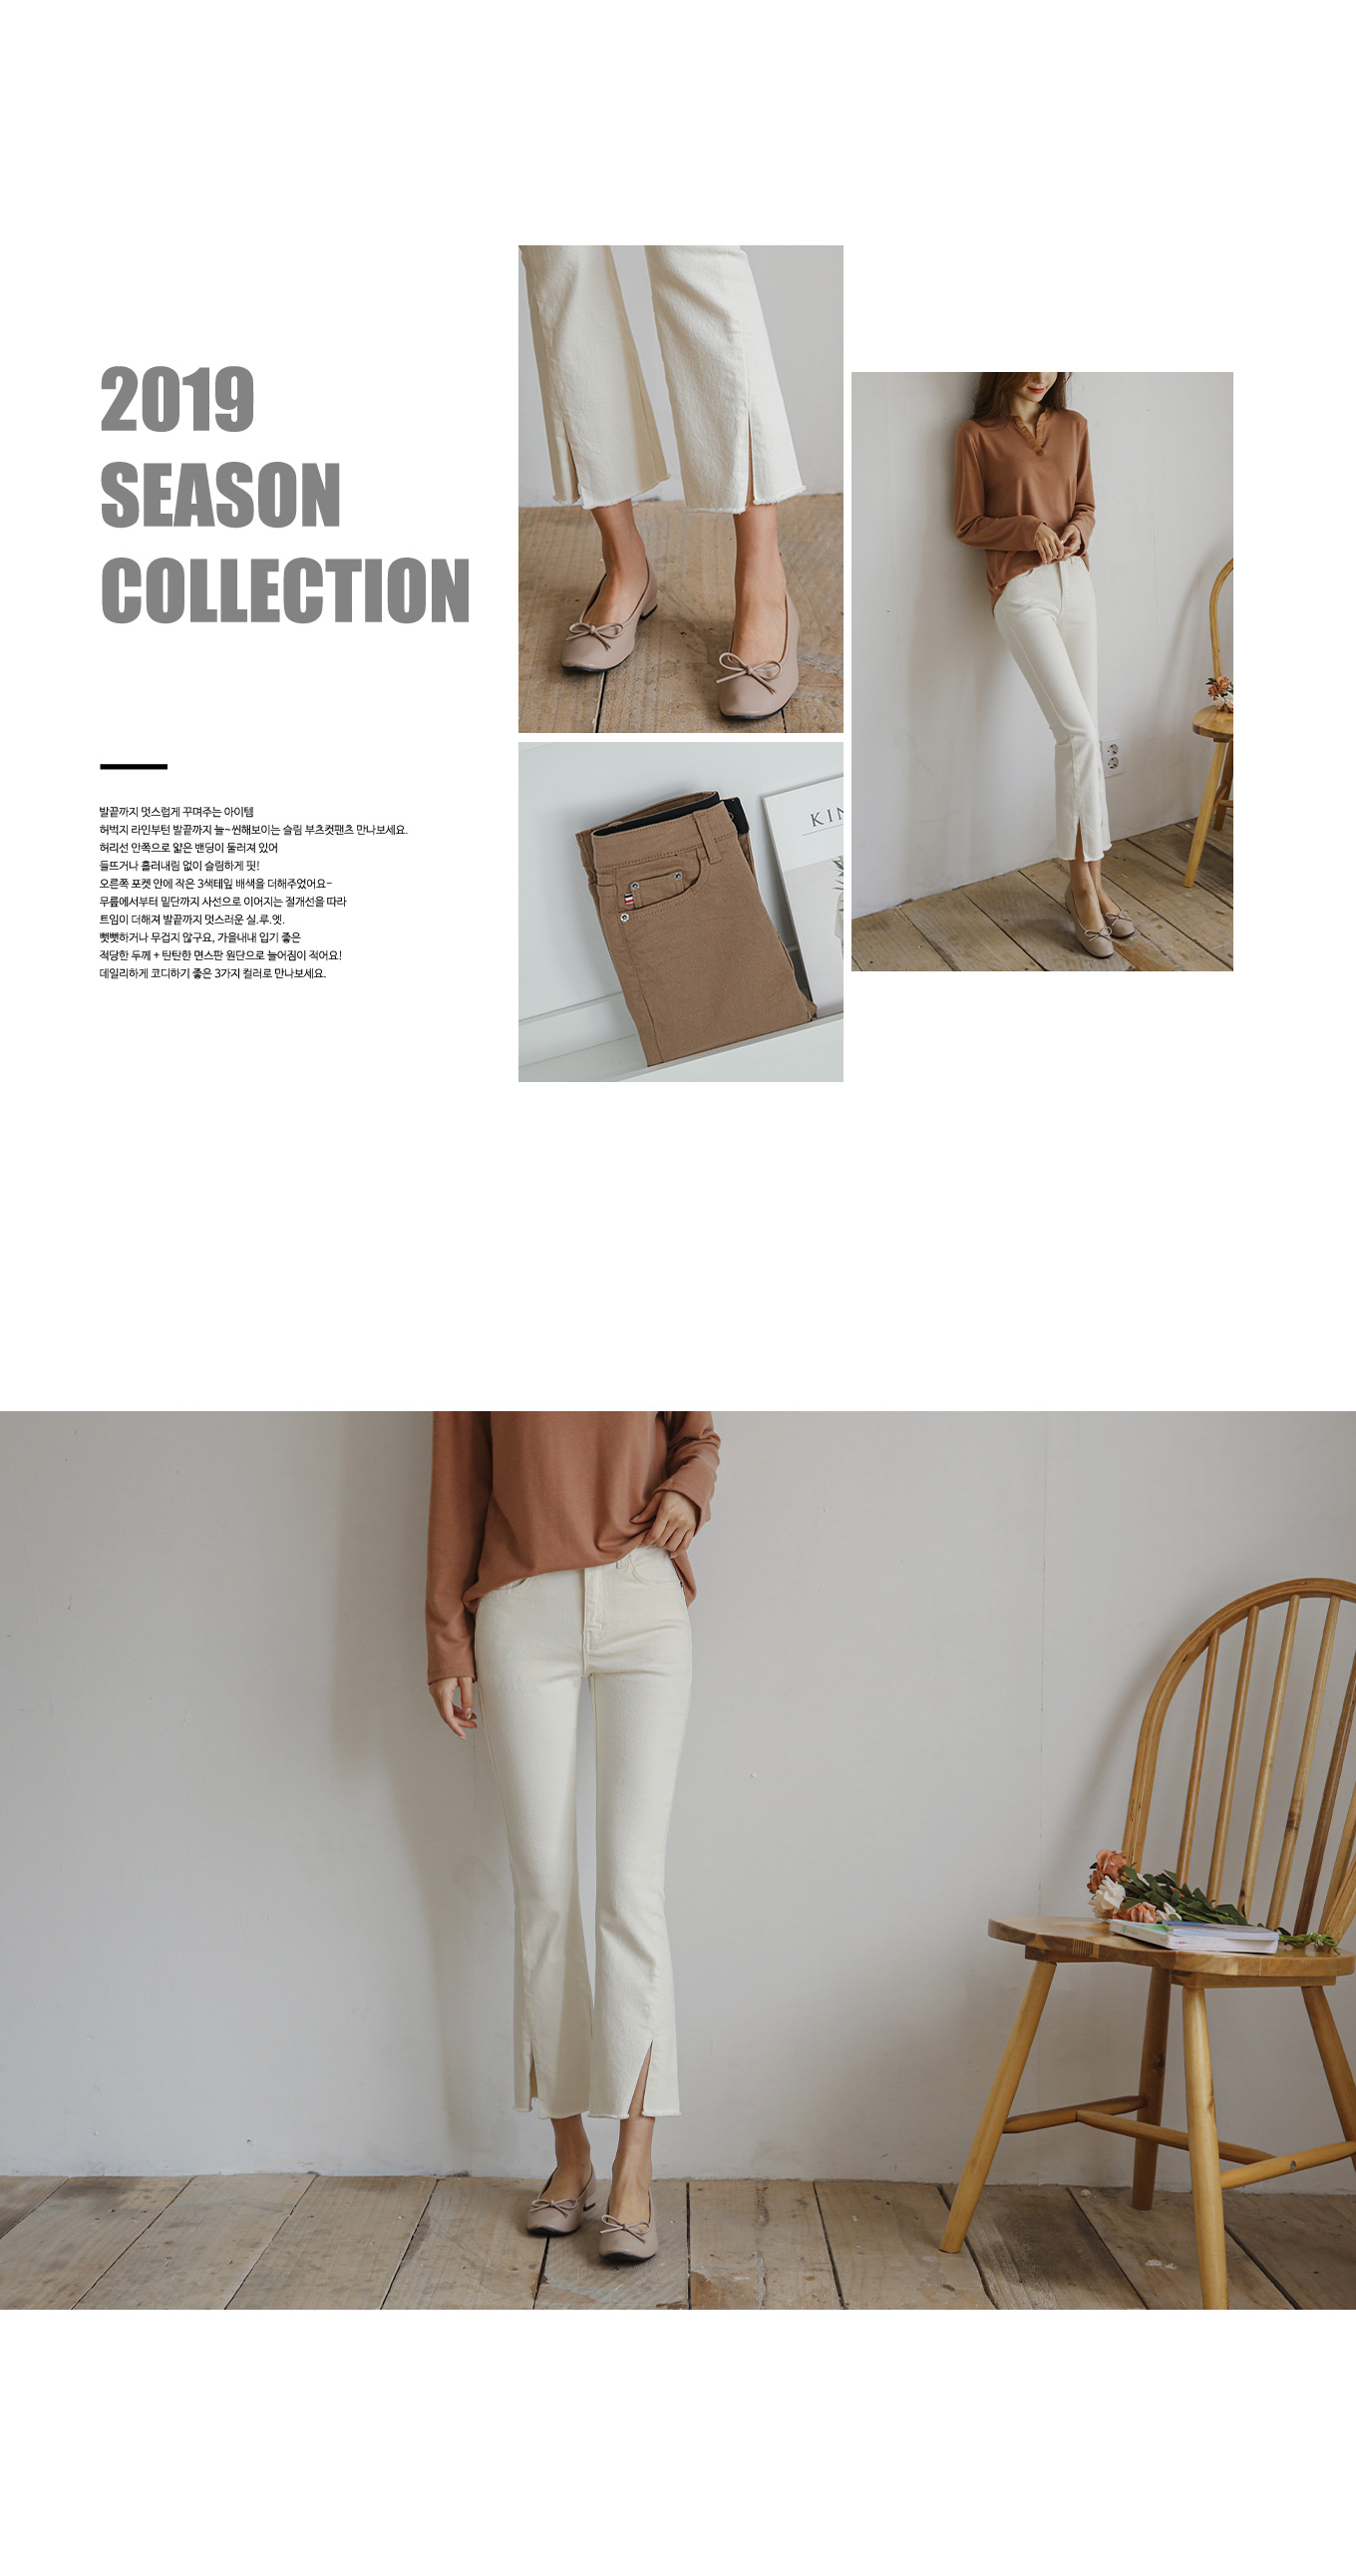 2019
SEASON
COLLECTION
발끝까지 멋스럽게 꾸며주는 아이템
허벅지 라인부턴 발끝까지 늘~씬해보이는 슬림 부츠컷팬츠 만나보세요.
허리선 안쪽으로 얇은 밴딩이 둘러져 있어
들뜨거나 흘러내림 없이 슬림하게 핏!
오른쪽 포켓 안에 작은 3색테잎 배색을 더해주었어요~
무릎에서부터 밑단까지 사선으로 이어지는 절개선을 따라
트임이 더해져 발끝까지 멋스러운 실.루.엣.
뻣뻣하거나 무겁지 않구요, 가을내내 입기 좋은
적당한 두께 + 탄탄한 면스판 원단으로 늘어짐이 적어요!
데일리하게 코디하기 좋은 3가지 컬러로 만나보세요.
KIN